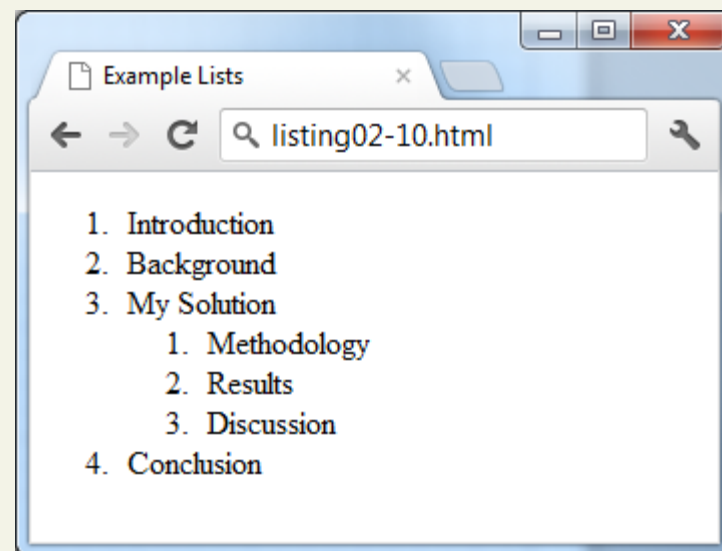 Example Lists
listing02-10.html
1. Introduction
2. Background
3. My Solution
1. Methodology
2. Results
3. Discussion
4. Conclusion